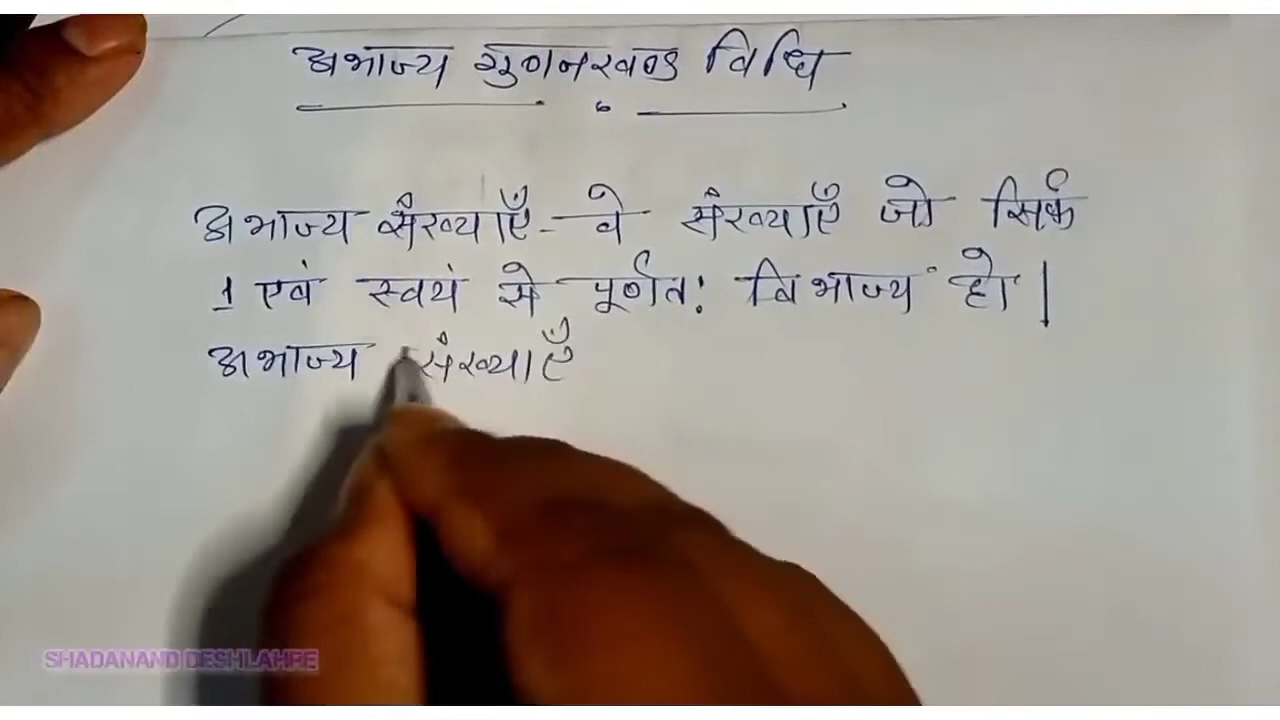 अभाज्य गुणनखण्ड विधि
अभाज्य संख्याएँ - वे संख्याएँ जो सिर्फ
1 एवं स्वयं से पूर्णत: विभाज्य हो |
अभाज्य संख्याएँ
SHADANAND DESHLAHRE